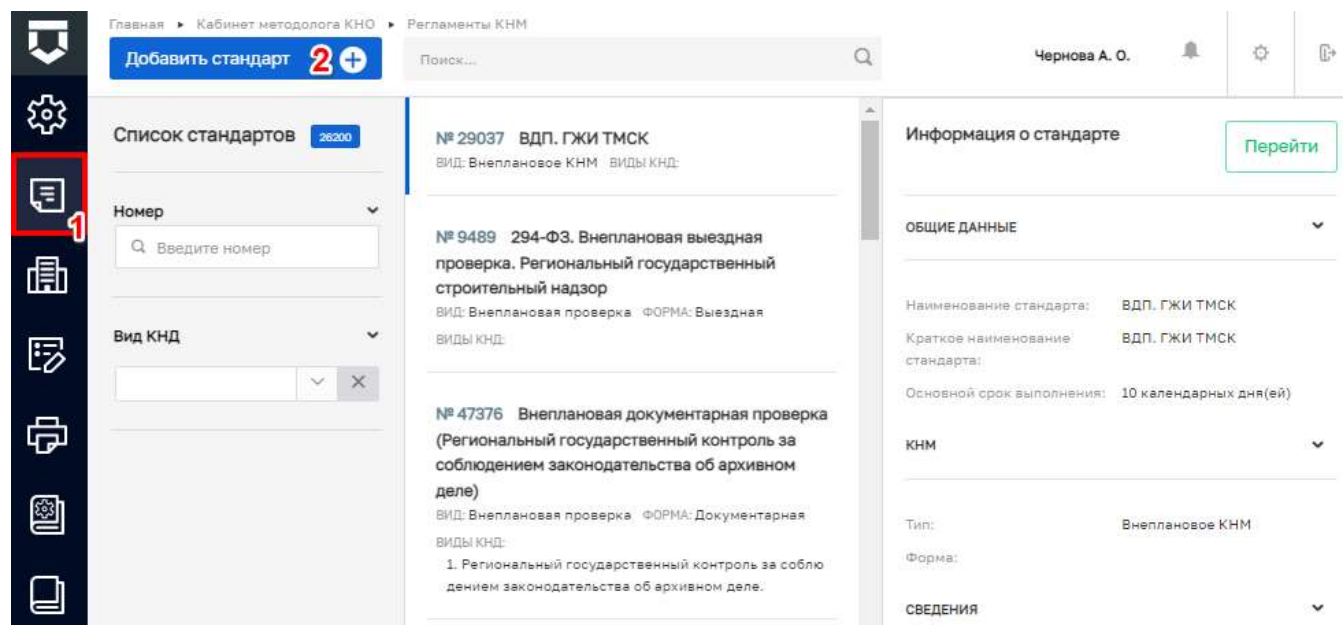 Главная ▸ Кабинет методолога КНО ▸ Регламенты КНМ
Добавить стандарт 2
Поиск...
Чернова А. О.
1
Список стандартов 26200
Номер
Введите номер
Вид КНД
№ 29037 ВДП. ГЖИ ТМСК
ВИД: Внеплановое КНМ ВИДЫ КНД:
№ 9489 294-ФЗ. Внеплановая выездная
проверка. Региональный государственный
строительный надзор
ВИД: Внеплановая проверка ФОРМА: Выездная
ВИДЫ КНД:
№ 47376 Внеплановая документарная проверка
(Региональный государственный контроль за
соблюдением законодательства об архивном
деле)
ВИД: Внеплановая проверка ФОРМА: Документарная
ВИДЫ КНД:
1. Региональный государственный контроль за соблю
дением законодательства об архивном деле.
Информация о стандарте
Перейти
ОБЩИЕ ДАННЫЕ
Наименование стандарта: ВДП. ГЖИ ТМСК
Краткое наименование ВДП. ГЖИ ТМСК
стандарта:
Основной срок выполнения: 10 календарных дня(ей)
КНМ
Тип: Внеплановое КНМ
Форма:
СВЕДЕНИЯ